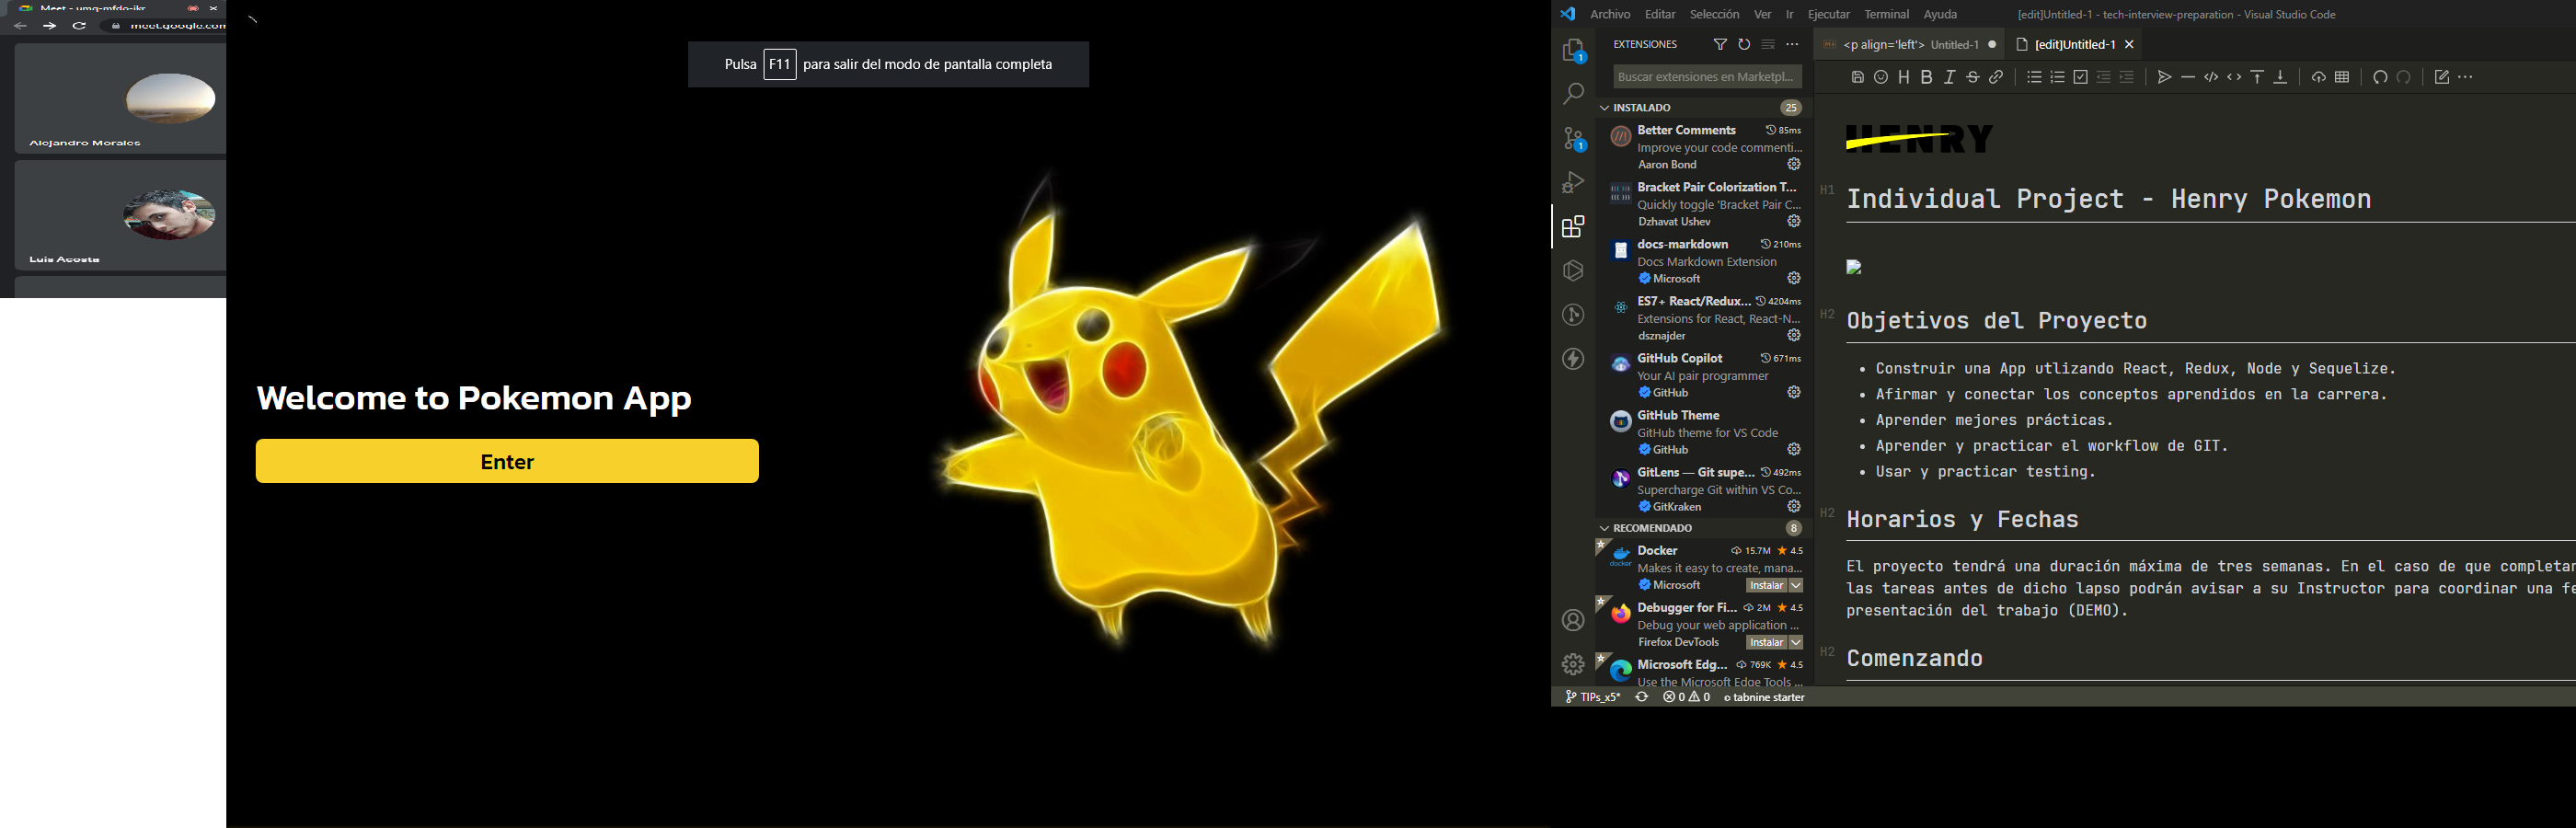 Meet - umq-mfdo-ikr
meet.google.com
Alejandro Morales
Luis Acosta
Pulsa F11 para salir del modo de pantalla completa
Welcome to Pokemon App
Enter
Archivo Editar Selección Ver Ir Ejecutar Terminal Ayuda
[edit]Untitled-1 - tech-interview-preparation - Visual Studio Code
EXTENSIONES
Buscar extensiones en Marketpl...
INSTALADO 25
Better Comments 85ms
Improve your code commenti...
Aaron Bond
Bracket Pair Colorization T...
Quickly toggle 'Bracket Pair C...
Dzhavat Ushev
docs-markdown 210ms
Docs Markdown Extension
Microsoft
ES7+ React/Redux... 4204ms
Extensions for React, React-N...
dsznajder
GitHub Copilot 671ms
Your AI pair programmer
GitHub
GitHub Theme
GitHub theme for VS Code
GitHub
GitLens — Git supe... 492ms
Supercharge Git within VS Co...
GitKraken
RECOMENDADO 8
Docker 15.7M 4.5
Makes it easy to create, mana...
Microsoft Instalar
Debugger for Fi... 2M 4.5
Debug your web application ...
Firefox DevTools Instalar
Microsoft Edg... 769K 4.5
Use the Microsoft Edge Tools ...
TIPs_x5* 0 0 tabnine starter
<p align='left'> Untitled-1
[edit]Untitled-1
HENRY
H1 Individual Project - Henry Pokemon
H2 Objetivos del Proyecto
• Construir una App utlizando React, Redux, Node y Sequelize.
• Afirmar y conectar los conceptos aprendidos en la carrera.
• Aprender mejores prácticas.
• Aprender y practicar el workflow de GIT.
• Usar y practicar testing.
H2 Horarios y Fechas
El proyecto tendrá una duración máxima de tres semanas. En el caso de que completan
las tareas antes de dicho lapso podrán avisar a su Instructor para coordinar una fe
presentación del trabajo (DEMO).
H2 Comenzando